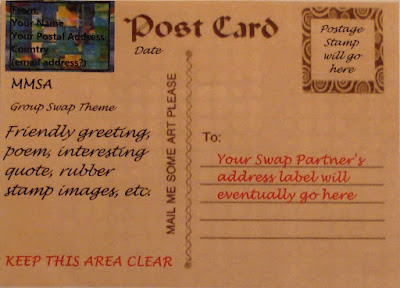 From:
Your Name
Your Postal Address
Country
(email address?)
Post Card
Date
Postage
Stamp
will go
here
MMSA
Group Swap Theme
Friendly greeting,
poem, interesting
quote, rubber
stamp images, etc.
KEEP THIS AREA CLEAR
MAIL ME SOME ART PLEASE
To:
Your Swap Partner's
address label will
eventually go here